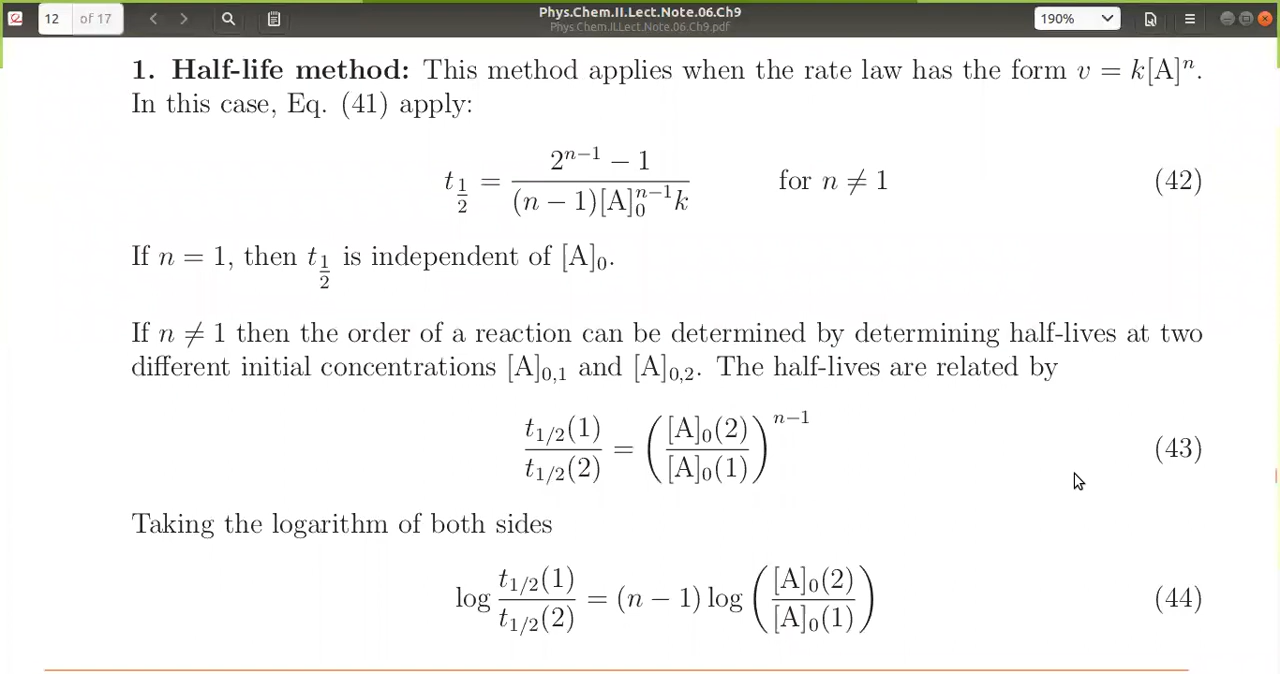 12 of 17
Phys.Chem.II.Lect.Note.06.Ch9
Phys.Chem.II.Lect.Note.06.Ch9.pdf
190%
1. Half-life method: This method applies when the rate law has the form v = k[A]ⁿ.
In this case, Eq. (41) apply:
t_{1/2} = (2^{n−1} − 1) / ((n − 1)[A]_0^{n−1} k) for n ≠ 1 (42)
If n = 1, then t_{1/2} is independent of [A]₀.
If n ≠ 1 then the order of a reaction can be determined by determining half-lives at two
different initial concentrations [A]_{0,1} and [A]_{0,2}. The half-lives are related by
t_{1/2}(1) / t_{1/2}(2) = ([A]₀(2) / [A]₀(1))^{n−1} (43)
Taking the logarithm of both sides
log t_{1/2}(1) / t_{1/2}(2) = (n − 1) log ([A]₀(2) / [A]₀(1)) (44)